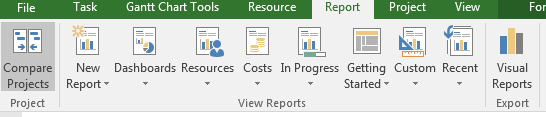 File Task Gantt Chart Tools Resource Report Project View For
Compare Projects
New Report
Dashboards
Resources
Costs
In Progress
Getting Started
Custom
Recent
Visual Reports
Project View Reports Export